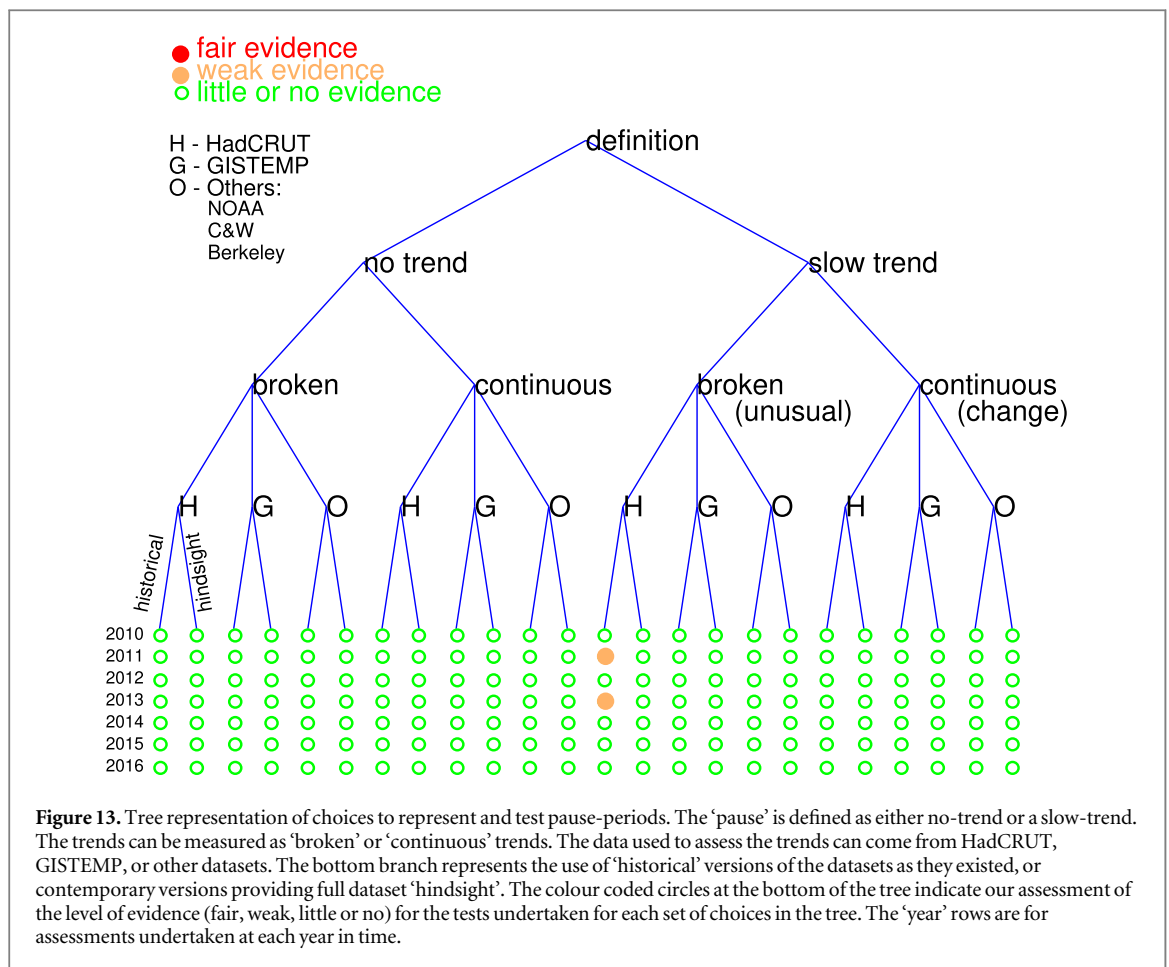 fair evidence
weak evidence
little or no evidence
H - HadCRUT
G - GISTEMP
O - Others:
NOAA
C&W
Berkeley
definition
no trend
slow trend
broken
continuous
broken
(unusual)
continuous
(change)
H G O H G O H G O H G O
historical
hindsight
2010
2011
2012
2013
2014
2015
2016
Figure 13. Tree representation of choices to represent and test pause-periods. The ‘pause’ is defined as either no-trend or a slow-trend.
The trends can be measured as ‘broken’ or ‘continuous’ trends. The data used to assess the trends can come from HadCRUT,
GISTEMP, or other datasets. The bottom branch represents the use of ‘historical’ versions of the datasets as they existed, or
contemporary versions providing full dataset ‘hindsight’. The colour coded circles at the bottom of the tree indicate our assessment of
the level of evidence (fair, weak, little or no) for the tests undertaken for each set of choices in the tree. The ‘year’ rows are for
assessments undertaken at each year in time.